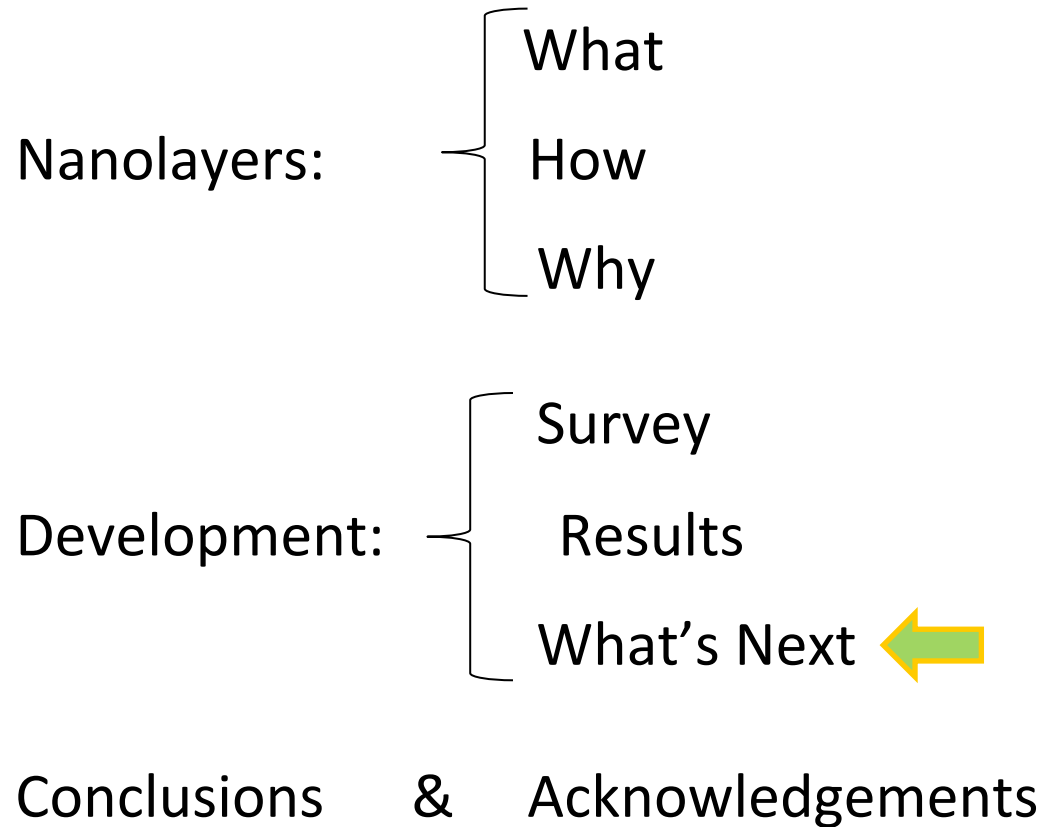 What
Nanolayers: How
Why
Survey
Development: Results
What’s Next
Conclusions & Acknowledgements